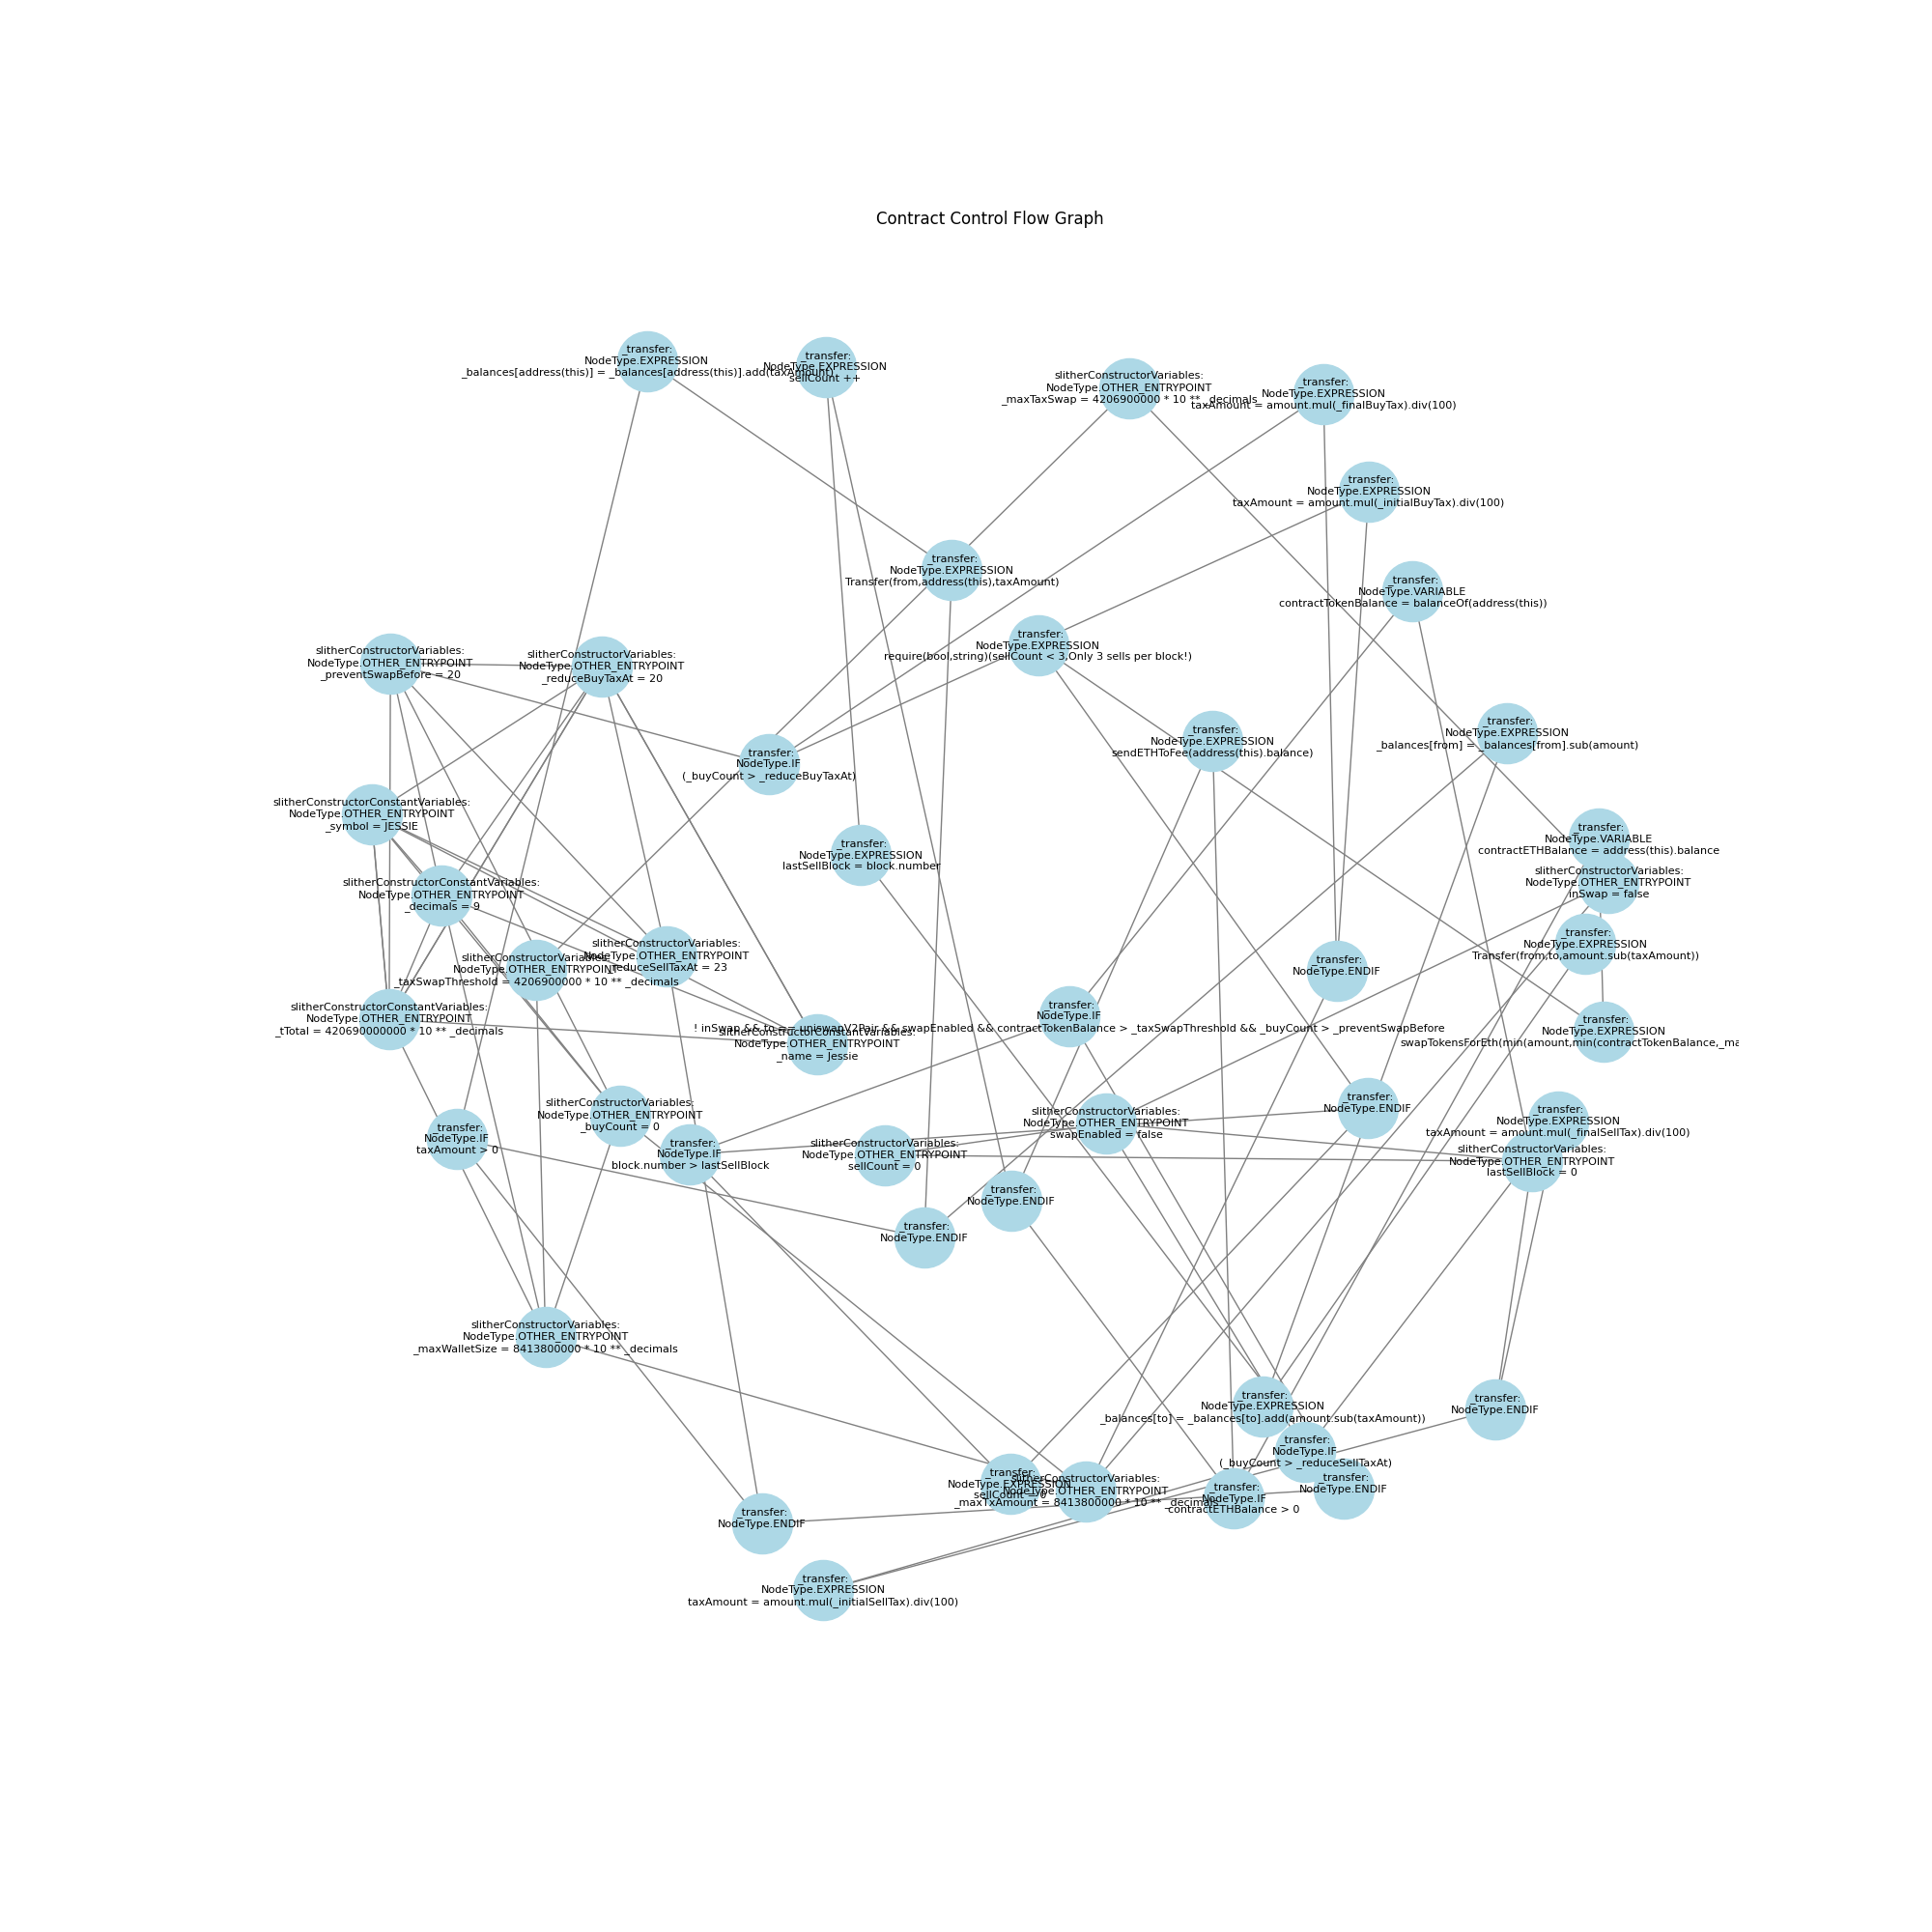 Contract Control Flow Graph
_transfer:
NodeType.EXPRESSION
_balances[address(this)] = _balances[address(this)].add(taxAmount)
_transfer:
NodeType.EXPRESSION
sellCount ++
slitherConstructorVariables:
NodeType.OTHER_ENTRYPOINT
_maxTaxSwap = 4206900000 * 10 ** _decimals
_transfer:
NodeType.EXPRESSION
taxAmount = amount.mul(_finalBuyTax).div(100)
_transfer:
NodeType.EXPRESSION
taxAmount = amount.mul(_initialBuyTax).div(100)
_transfer:
NodeType.EXPRESSION
Transfer(from,address(this),taxAmount)
_transfer:
NodeType.VARIABLE
contractTokenBalance = balanceOf(address(this))
_transfer:
NodeType.EXPRESSION
require(bool,string)(sellCount < 3,Only 3 sells per block!)
slitherConstructorVariables:
NodeType.OTHER_ENTRYPOINT
_preventSwapBefore = 20
slitherConstructorVariables:
NodeType.OTHER_ENTRYPOINT
_reduceBuyTaxAt = 20
_transfer:
NodeType.EXPRESSION
_balances[from] = _balances[from].sub(amount)
_transfer:
NodeType.EXPRESSION
sendETHToFee(address(this).balance)
_transfer:
NodeType.IF
(_buyCount > _reduceBuyTaxAt)
slitherConstructorConstantVariables:
NodeType.OTHER_ENTRYPOINT
_symbol = JESSIE
_transfer:
NodeType.VARIABLE
contractETHBalance = address(this).balance
_transfer:
NodeType.EXPRESSION
lastSellBlock = block.number
slitherConstructorVariables:
NodeType.OTHER_ENTRYPOINT
inSwap = false
slitherConstructorConstantVariables:
NodeType.OTHER_ENTRYPOINT
_decimals = 9
_transfer:
NodeType.EXPRESSION
Transfer(from,to,amount.sub(taxAmount))
slitherConstructorVariables:
NodeType.OTHER_ENTRYPOINT
_reduceSellTaxAt = 23
slitherConstructorVariables:
NodeType.OTHER_ENTRYPOINT
_taxSwapThreshold = 4206900000 * 10 ** _decimals
_transfer:
NodeType.ENDIF
slitherConstructorConstantVariables:
NodeType.OTHER_ENTRYPOINT
_tTotal = 420690000000 * 10 ** _decimals
_transfer:
NodeType.IF
! inSwap && to == uniswapV2Pair && swapEnabled && contractTokenBalance > _taxSwapThreshold && _buyCount > _preventSwapBefore
_transfer:
NodeType.EXPRESSION
swapTokensForEth(min(amount,min(contractTokenBalance,_ma
slitherConstructorConstantVariables:
NodeType.OTHER_ENTRYPOINT
_name = Jessie
slitherConstructorVariables:
NodeType.OTHER_ENTRYPOINT
_buyCount = 0
_transfer:
NodeType.ENDIF
_transfer:
NodeType.EXPRESSION
taxAmount = amount.mul(_finalSellTax).div(100)
slitherConstructorVariables:
NodeType.OTHER_ENTRYPOINT
swapEnabled = false
_transfer:
NodeType.IF
taxAmount > 0
_transfer:
NodeType.IF
block.number > lastSellBlock
slitherConstructorVariables:
NodeType.OTHER_ENTRYPOINT
sellCount = 0
slitherConstructorVariables:
NodeType.OTHER_ENTRYPOINT
lastSellBlock = 0
_transfer:
NodeType.ENDIF
_transfer:
NodeType.ENDIF
slitherConstructorVariables:
NodeType.OTHER_ENTRYPOINT
_maxWalletSize = 8413800000 * 10 ** _decimals
_transfer:
NodeType.EXPRESSION
_balances[to] = _balances[to].add(amount.sub(taxAmount))
_transfer:
NodeType.ENDIF
_transfer:
NodeType.IF
(_buyCount > _reduceSellTaxAt)
_transfer:
NodeType.ENDIF
_transfer:
NodeType.EXPRESSION
sellCount = 0
slitherConstructorVariables:
NodeType.OTHER_ENTRYPOINT
_maxTxAmount = 8413800000 * 10 ** _decimals
_transfer:
NodeType.IF
contractETHBalance > 0
_transfer:
NodeType.ENDIF
_transfer:
NodeType.EXPRESSION
taxAmount = amount.mul(_initialSellTax).div(100)